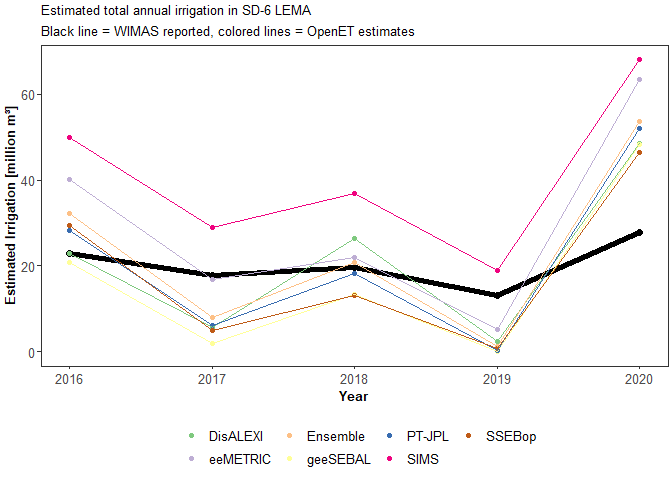 Estimated total annual irrigation in SD-6 LEMA
Black line = WIMAS reported, colored lines = OpenET estimates
Estimated Irrigation [million m³]
60
40
20
0
2016 2017 2018 2019 2020
Year
DisALEXI Ensemble PT-JPL SSEBop
eeMETRIC geeSEBAL SIMS